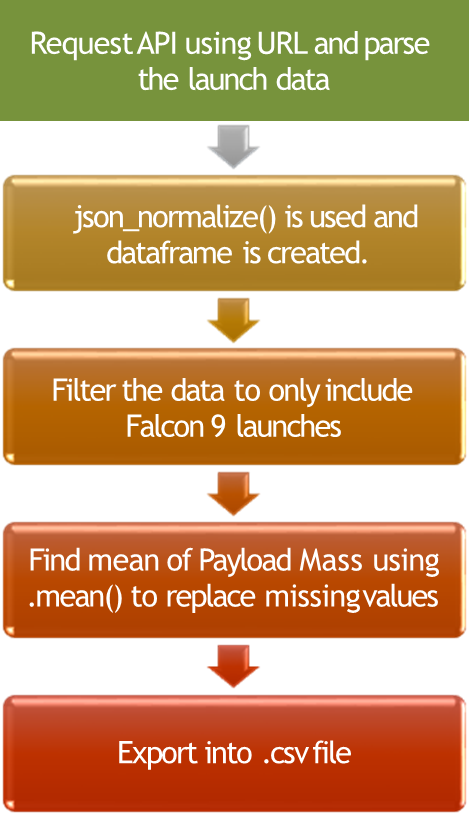 Request API using URL and parse
the launch data
json_normalize() is used and
dataframe is created.
Filter the data to only include
Falcon 9 launches
Find mean of Payload Mass using
.mean() to replace missing values
Export into .csv file